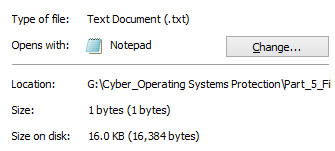 Type of file: Text Document (.txt)
Opens with: Notepad Change...
Location: G:\Cyber_Operating Systems Protection\Part_5_Fi
Size: 1 bytes (1 bytes)
Size on disk: 16.0 KB (16,384 bytes)